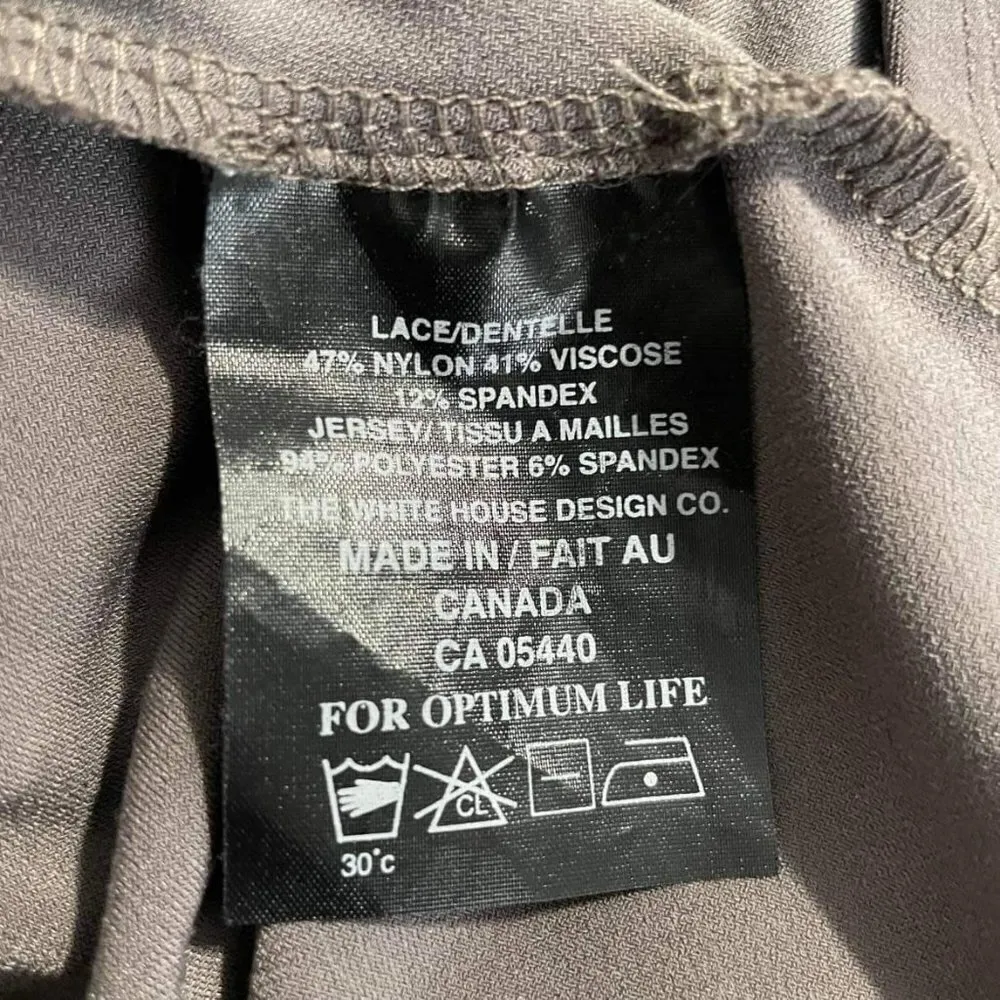 LACE/DENTELLE
47% NYLON 41% VISCOSE
12% SPANDEX
JERSEY/TISSU A MAILLES
94% POLYESTER 6% SPANDEX
THE WHITE HOUSE DESIGN CO.
MADE IN / FAIT AU
CANADA
CA 05440
FOR OPTIMUM LIFE
CL
30°c